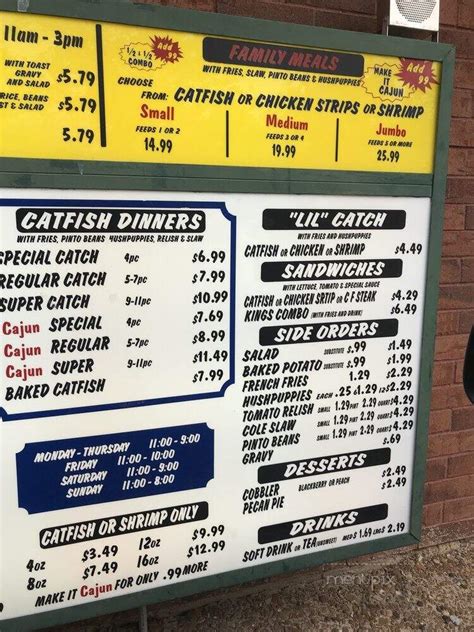 11am - 3pm
WITH TOAST
GRAVY
AND SALAD $5.79
RICE, BEANS
ST & SALAD $5.79
5.79
1/2 & 1/2 COMBO
Add .99
FAMILY MEALS
WITH FRIES, SLAW, PINTO BEANS & HUSHPUPPIES
MAKE IT CAJUN
Add .99
CHOOSE FROM: CATFISH OR CHICKEN STRIPS OR SHRIMP
Small Medium Jumbo
FEEDS 1 OR 2 FEEDS 3 OR 4 FEEDS 5 OR MORE
14.99 19.99 25.99
CATFISH DINNERS
WITH FRIES, PINTO BEANS HUSHPUPPIES, RELISH & SLAW
SPECIAL CATCH 4pc $6.99
REGULAR CATCH 5-7pc $7.99
SUPER CATCH 9-11pc $10.99
Cajun SPECIAL 4pc $7.69
Cajun REGULAR 5-7pc $8.99
Cajun SUPER 9-11pc $11.49
BAKED CATFISH $7.99
MONDAY - THURSDAY 11:00 - 9:00
FRIDAY 11:00 - 10:00
SATURDAY 11:00 - 9:00
SUNDAY 11:00 - 8:00
CATFISH OR SHRIMP ONLY
4oz $3.49 12oz $9.99
8oz $7.49 16oz $12.99
MAKE IT Cajun FOR ONLY .99 MORE
"LIL" CATCH
WITH FRIES AND HUSHPUPPIES
CATFISH OR CHICKEN OR SHRIMP $4.49
SANDWICHES
WITH LETTUCE, TOMATO & SPECIAL SAUCE
CATFISH OR CHICKEN SRTIP OR C F STEAK $4.29
KINGS COMBO (WITH FRIES AND DRINK) $6.49
SIDE ORDERS
SALAD SUBSTITUTE $.99 $1.49
BAKED POTATO SUBSTITUTE $.99 $1.99
FRENCH FRIES 1.29 $2.29
HUSHPUPPIES EACH .25 6 1.29 12 $2.29
TOMATO RELISH SMALL 1.29 PINT 2.29 QUART $4.29
COLE SLAW SMALL 1.29 PINT 2.29 QUART $4.29
PINTO BEANS SMALL 1.29 PINT 2.29 QUART $4.29
GRAVY $.69
DESSERTS
COBBLER BLACKBERRY OR PEACH $2.49
PECAN PIE $2.49
DRINKS
SOFT DRINK OR TEA (UNSWEET) MED $ 1.69 LRG $ 2.19
menupix